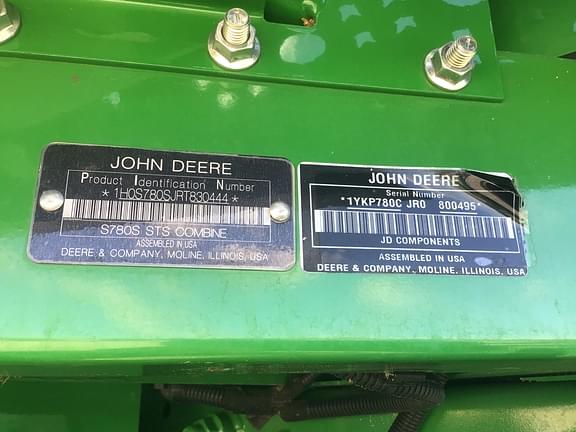 JOHN DEERE
Product Identification Number
*1H0S780SJRT830444*
S780S STS COMBINE
ASSEMBLED IN USA
DEERE & COMPANY, MOLINE, ILLINOIS, USA
JOHN DEERE
Serial Number
*1YKP780C JR0 800495*
JD COMPONENTS
ASSEMBLED IN USA
DEERE & COMPANY, MOLINE, ILLINOIS, USA